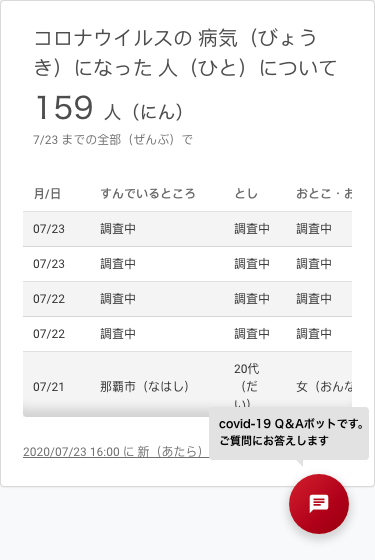 コロナウイルスの 病気（びょう
き）になった 人（ひと）について
159 人（にん）
7/23 までの全部（ぜんぶ）で
月/日 すんでいるところ とし おとこ・お
07/23 調査中 調査中 調査中
07/23 調査中 調査中 調査中
07/22 調査中 調査中 調査中
07/22 調査中 調査中 調査中
07/21 那覇市（なはし） 20代（だい） 女（おんな
covid-19 Q&Aボットです。
ご質問にお答えします
2020/07/23 16:00 に 新（あたら）